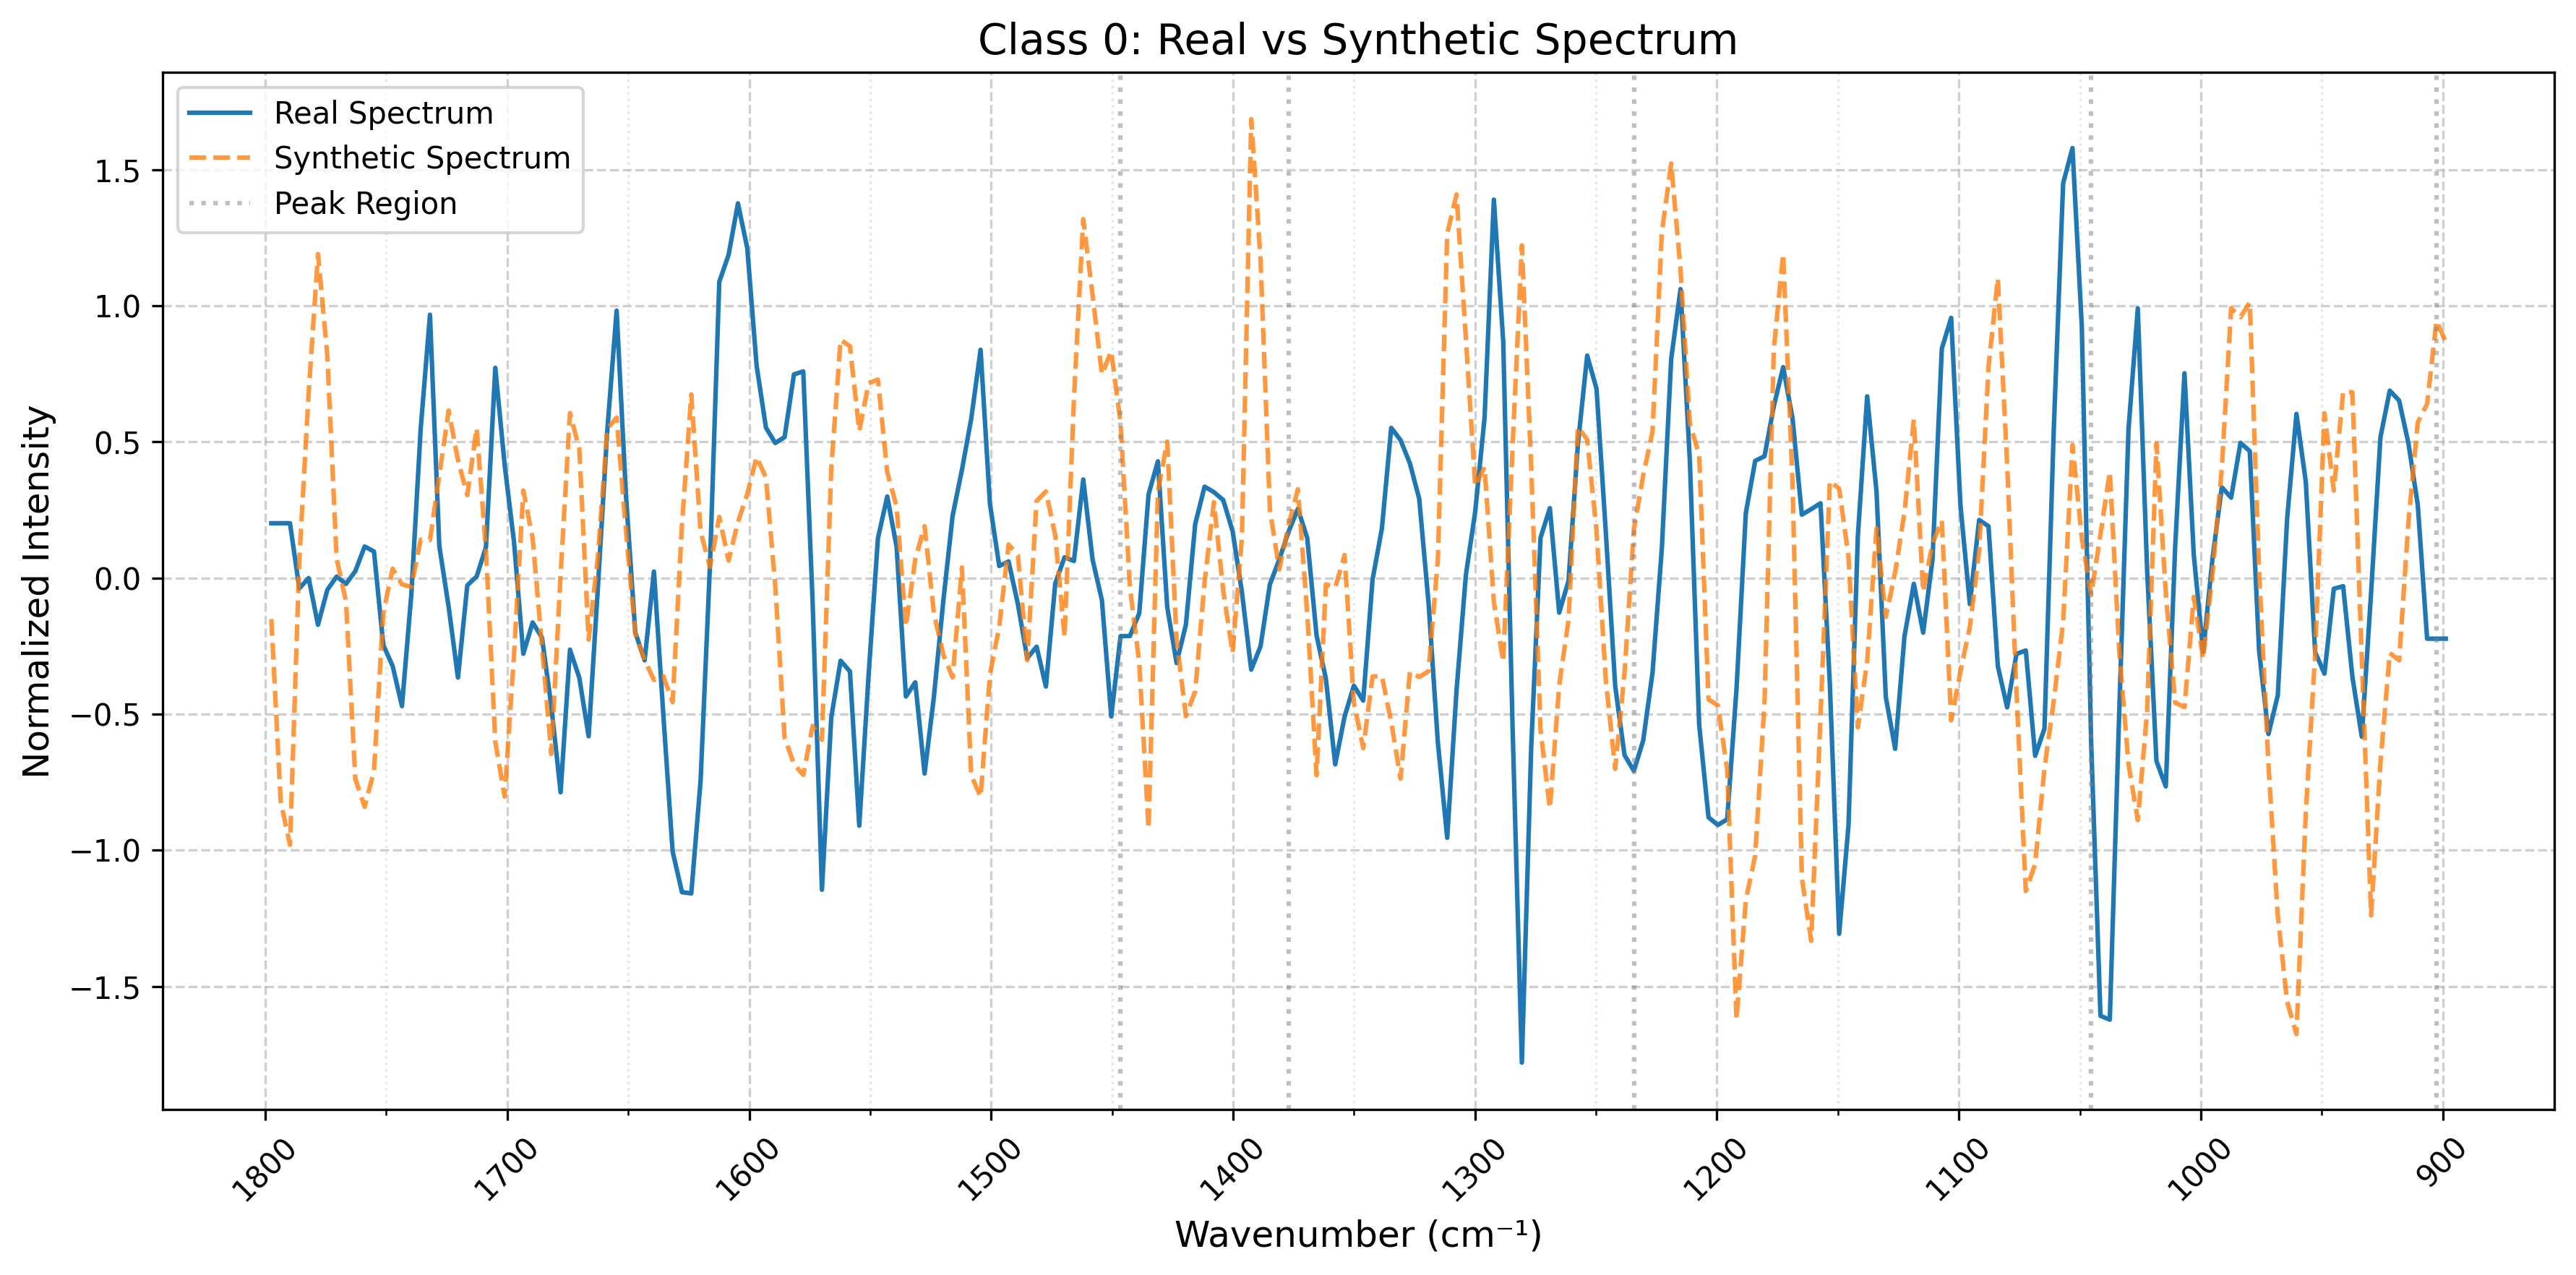 Class 0: Real vs Synthetic Spectrum
Real Spectrum
Synthetic Spectrum
Peak Region
Normalized Intensity
1.5
1.0
0.5
0.0
−0.5
−1.0
−1.5
1800
1700
1600
1500
1400
1300
1200
1100
1000
900
Wavenumber (cm⁻¹)